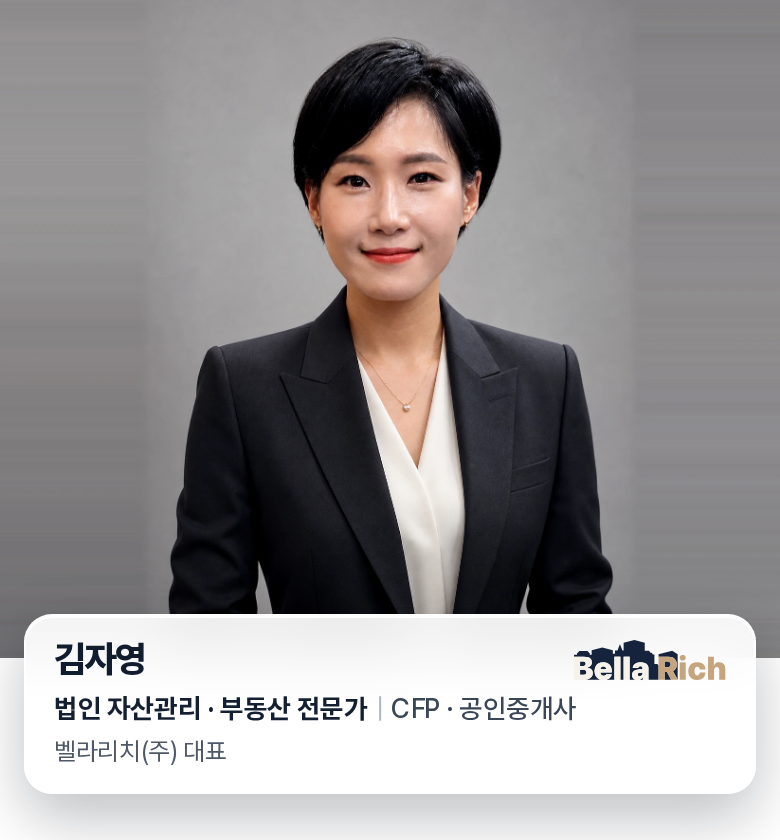 김자영
Bella Rich
법인 자산관리 · 부동산 전문가 | CFP · 공인중개사
벨라리치(주) 대표